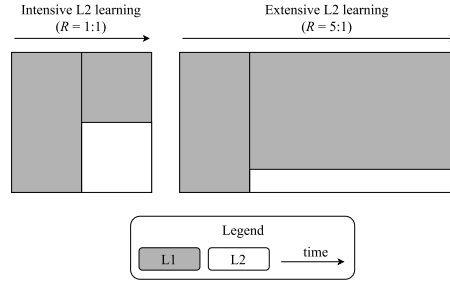 Intensive L2 learning
(R = 1:1)
Extensive L2 learning
(R = 5:1)
Legend
L1
L2
time